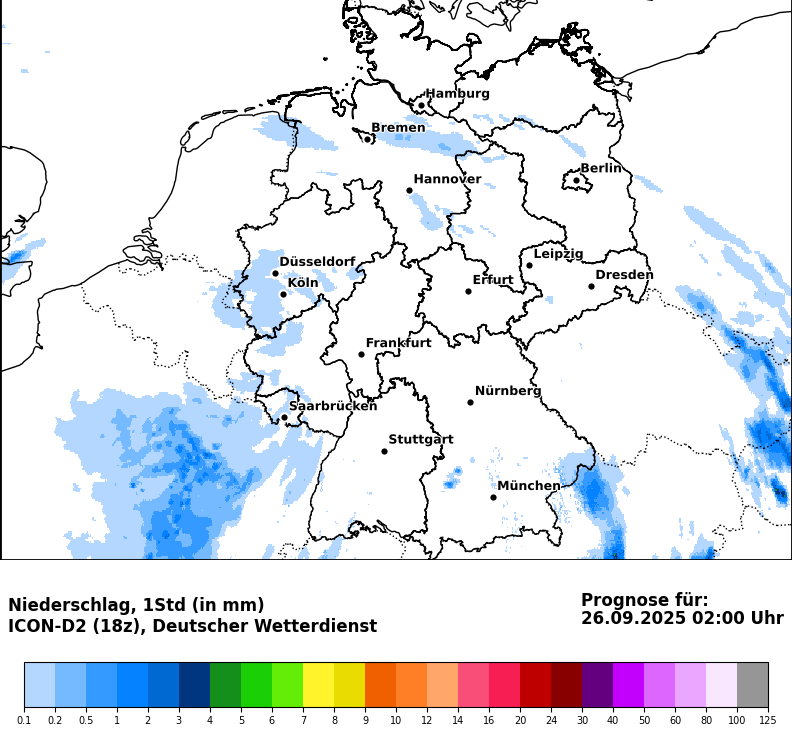 Hamburg
Bremen
Berlin
Hannover
Leipzig
Düsseldorf
Dresden
Köln
Erfurt
Frankfurt
Nürnberg
Saarbrücken
Stuttgart
München
Niederschlag, 1Std (in mm)
ICON-D2 (18z), Deutscher Wetterdienst
Prognose für:
26.09.2025 02:00 Uhr
0.1 0.2 0.5 1 2 3 4 5 6 7 8 9 10 12 14 16 20 24 30 40 50 60 80 100 125